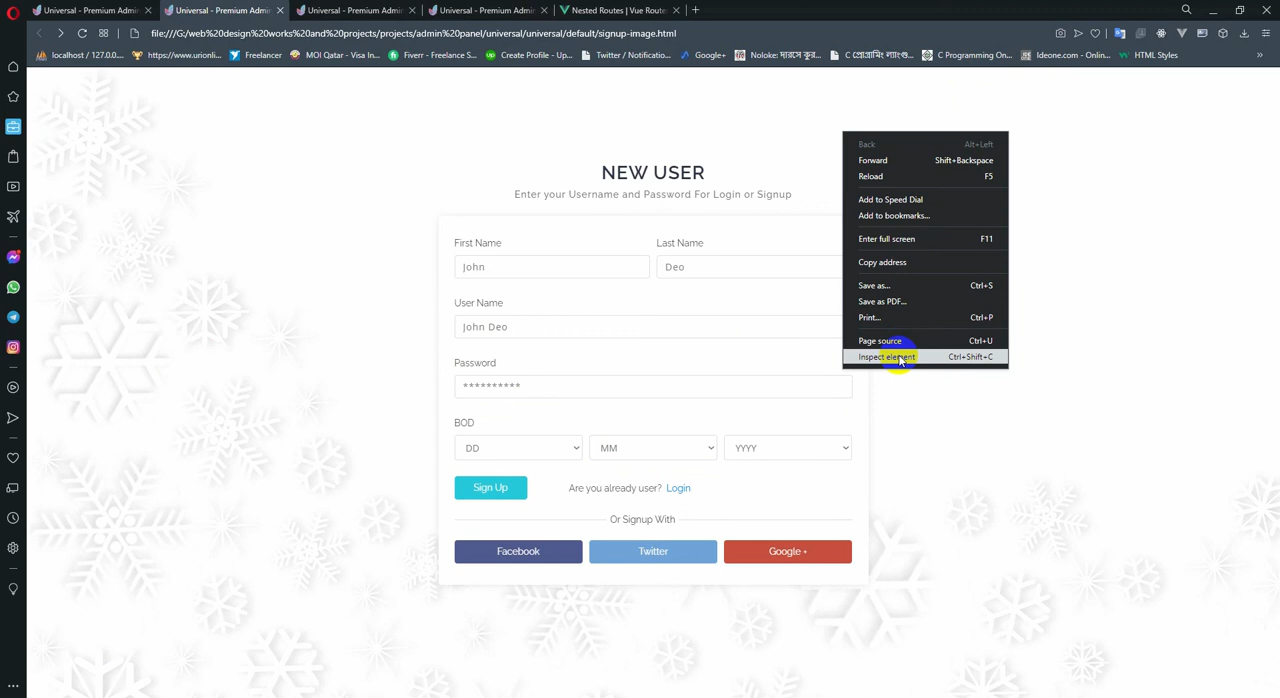 Universal - Premium Admi
Universal - Premium Admi
Universal - Premium Admi
Universal - Premium Admi
Nested Routes | Vue Route
file:///G:/web%20design%20works%20and%20projects/projects/admin%20panel/universal/universal/default/signup-image.html
localhost / 127.0.0....
https://www.urionli...
Freelancer
MOI Qatar - Visa In...
Fiverr - Freelance S...
Create Profile - Up...
Twitter / Notificatio...
Google+
Noloke: দারসে কুর...
C প্রোগ্রামিং ল্যাংগু...
C Programming On...
Ideone.com - Onlin...
HTML Styles
»
NEW USER
Enter your Username and Password For Login or Signup
First Name
Last Name
John
Deo
User Name
John Deo
Password
**********
BOD
DD
MM
YYYY
Sign Up
Are you already user? Login
Or Signup With
Facebook
Twitter
Google +
Back Alt+Left
Forward Shift+Backspace
Reload F5
Add to Speed Dial
Add to bookmarks...
Enter full screen F11
Copy address
Save as... Ctrl+S
Save as PDF...
Print... Ctrl+P
Page source Ctrl+U
Inspect element Ctrl+Shift+C